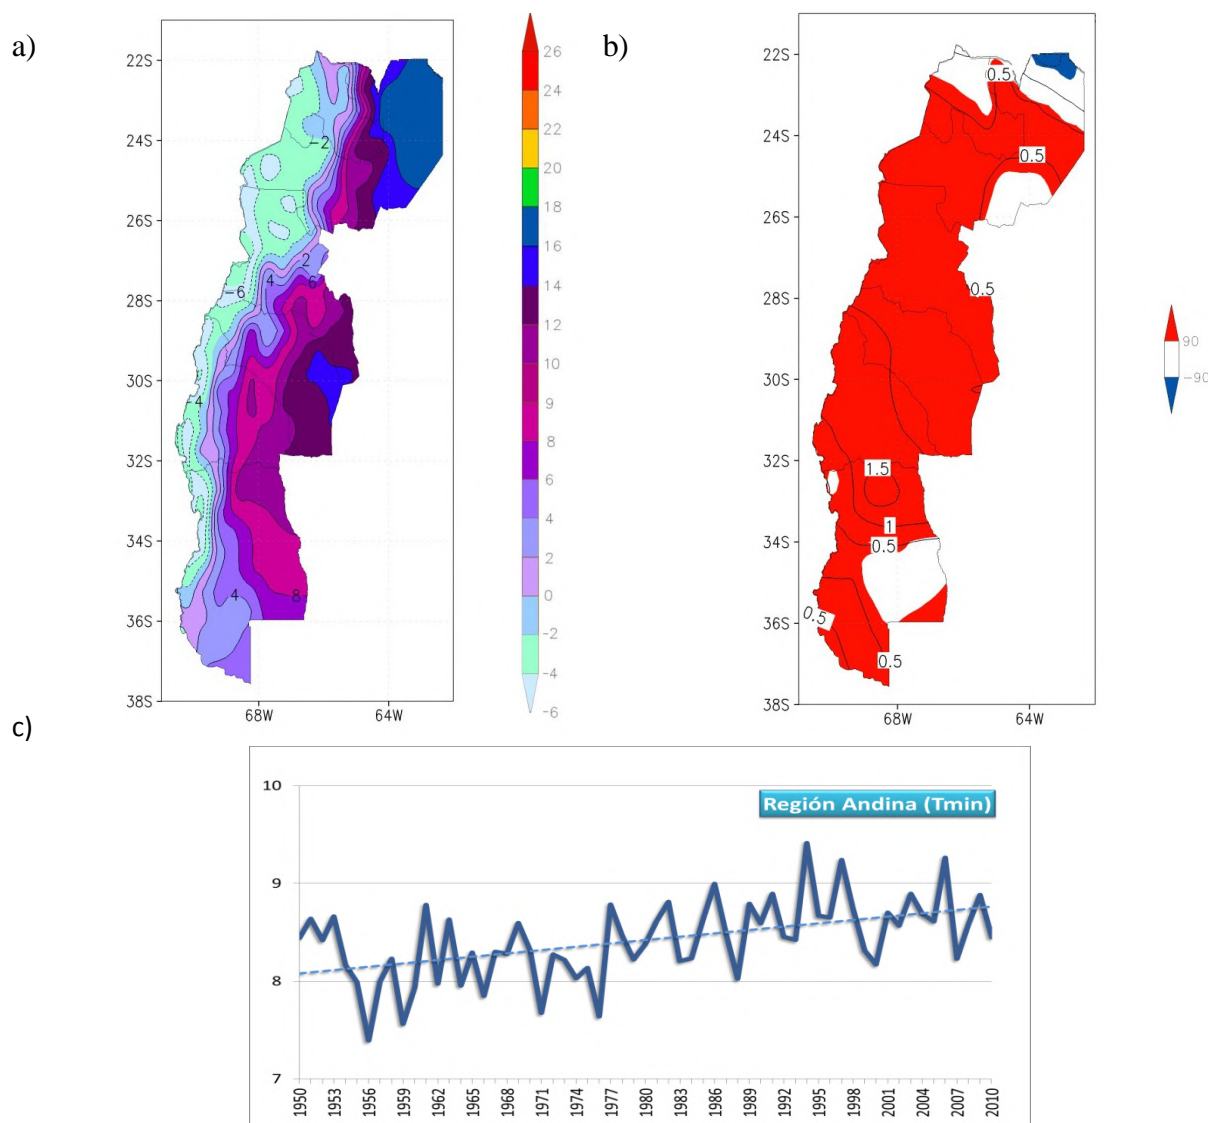 a)
22S
24S
26S
28S
30S
32S
34S
36S
38S
68W
64W
-2
2
4
6
-6
-4
4
8
26
24
22
20
18
16
14
12
10
9
8
6
4
2
0
-2
-4
-6
b)
22S
24S
26S
28S
30S
32S
34S
36S
38S
68W
64W
0.5
0.5
0.5
1.5
1
0.5
0.5
0.5
90
-90
c)
Región Andina (Tmin)
10
9
8
7
1950
1953
1956
1959
1962
1965
1968
1971
1974
1977
1980
1983
1986
1989
1992
1995
1998
2001
2004
2007
2010